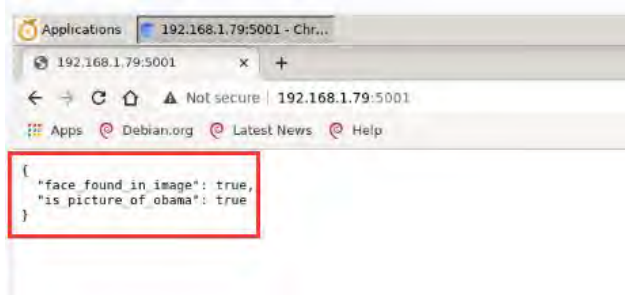 Applications 192.168.1.79:5001 - Chr...
192.168.1.79:5001 × +
Not secure | 192.168.1.79:5001
Apps Debian.org Latest News Help
{
"face_found_in_image": true,
"is_picture_of_obama": true
}